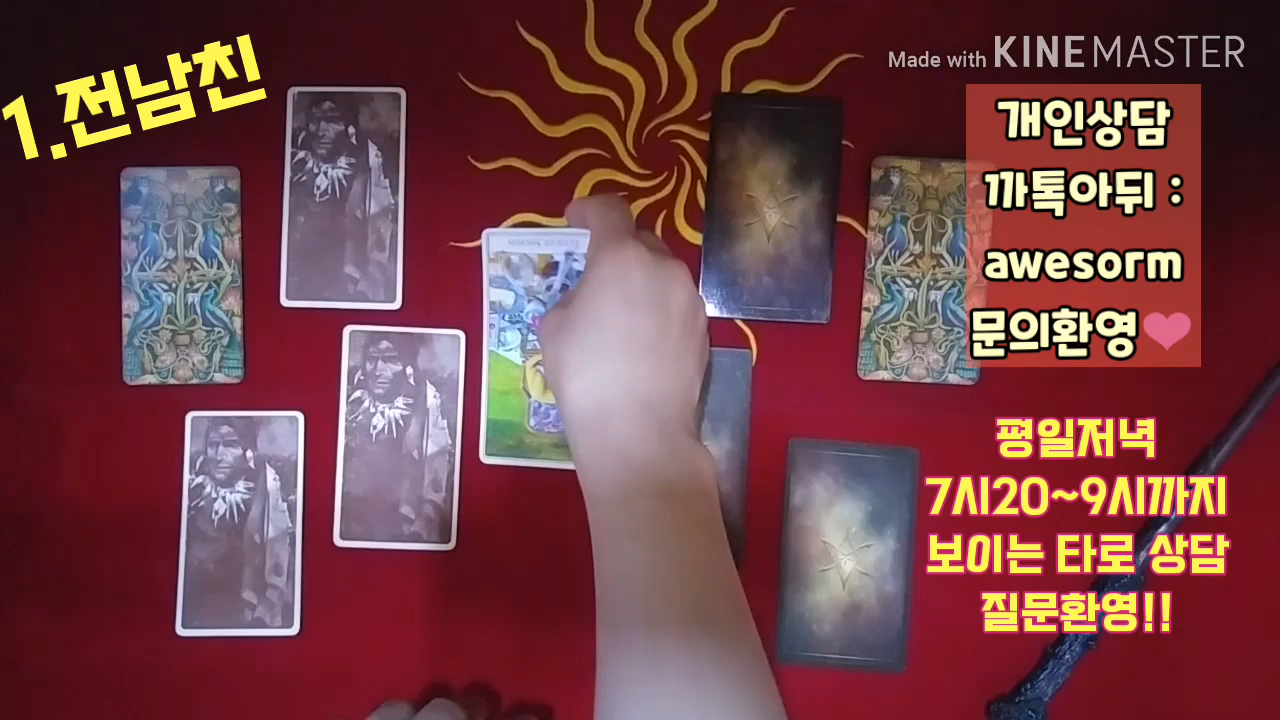 1.전남친
Made with KINEMASTER
개인상담
까톡아뒤 :
awesorm
문의환영
평일저녁
7시20~9시까지
보이는 타로 상담
질문환영!!